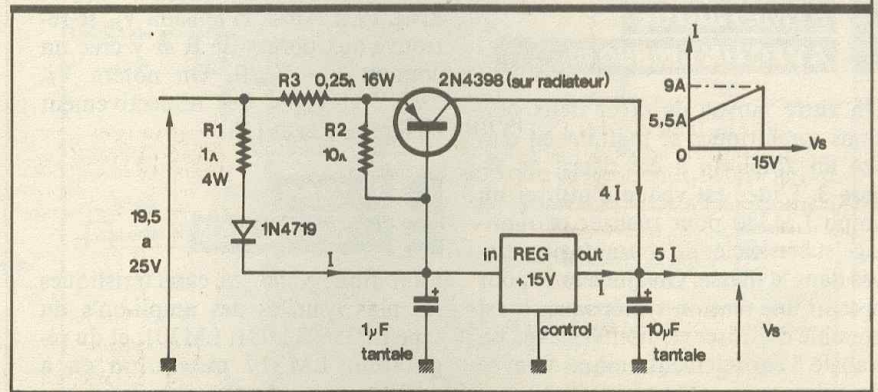 R3 0,25Ω 16W
2N4398 (sur radiateur)
R1
1Ω
4W
R2
10Ω
19,5
a
25V
1N4719
I
1µF
tantale
in REG out
+15V
control
I
4 I
5 I
10µF
tantale
Vs
I
9A
5,5A
0
15V
Vs